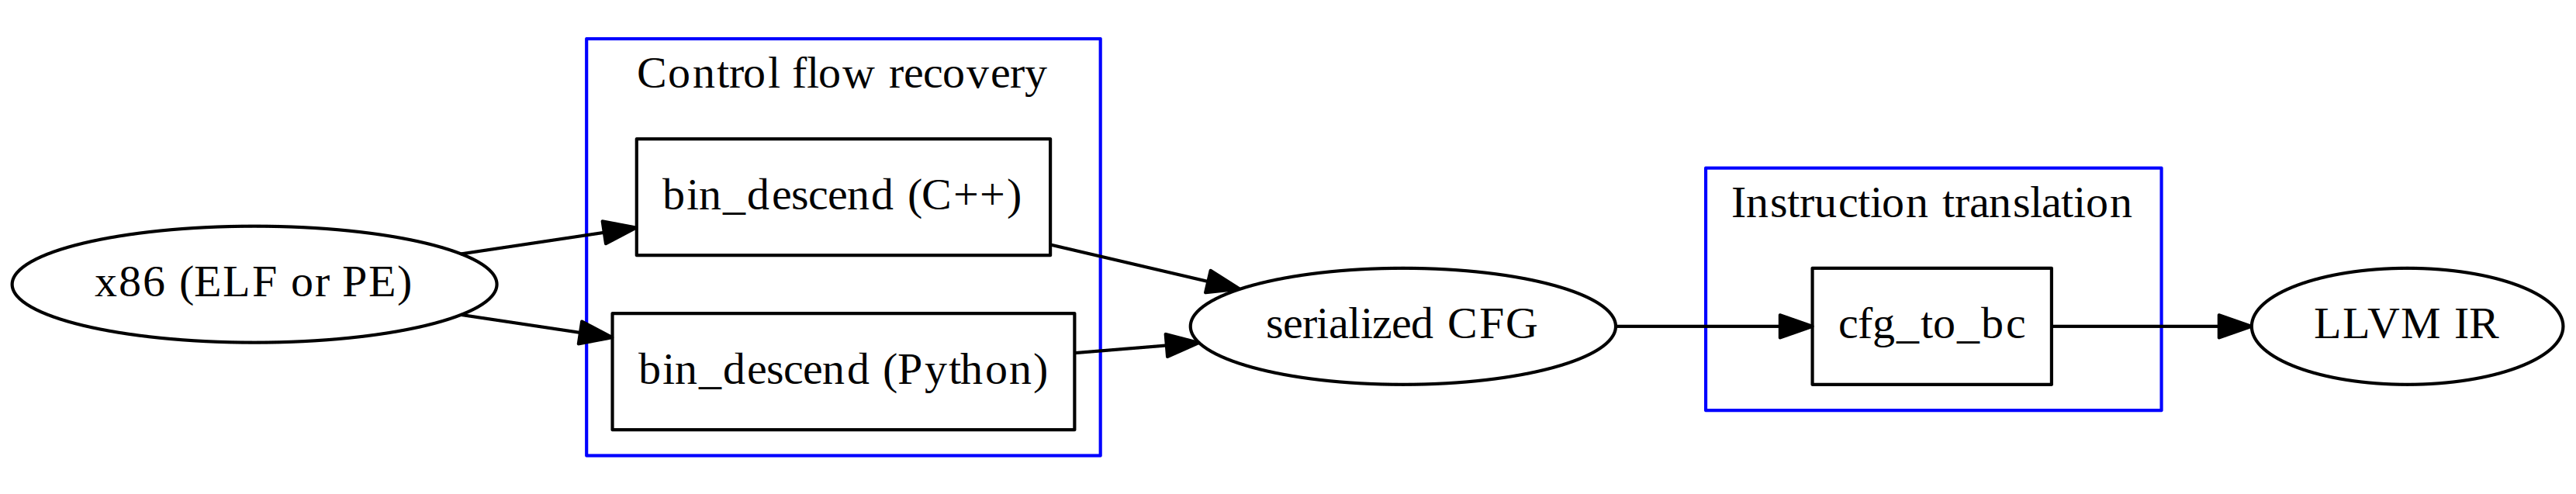 x86 (ELF or PE)
Control flow recovery
bin_descend (C++)
bin_descend (Python)
serialized CFG
Instruction translation
cfg_to_bc
LLVM IR